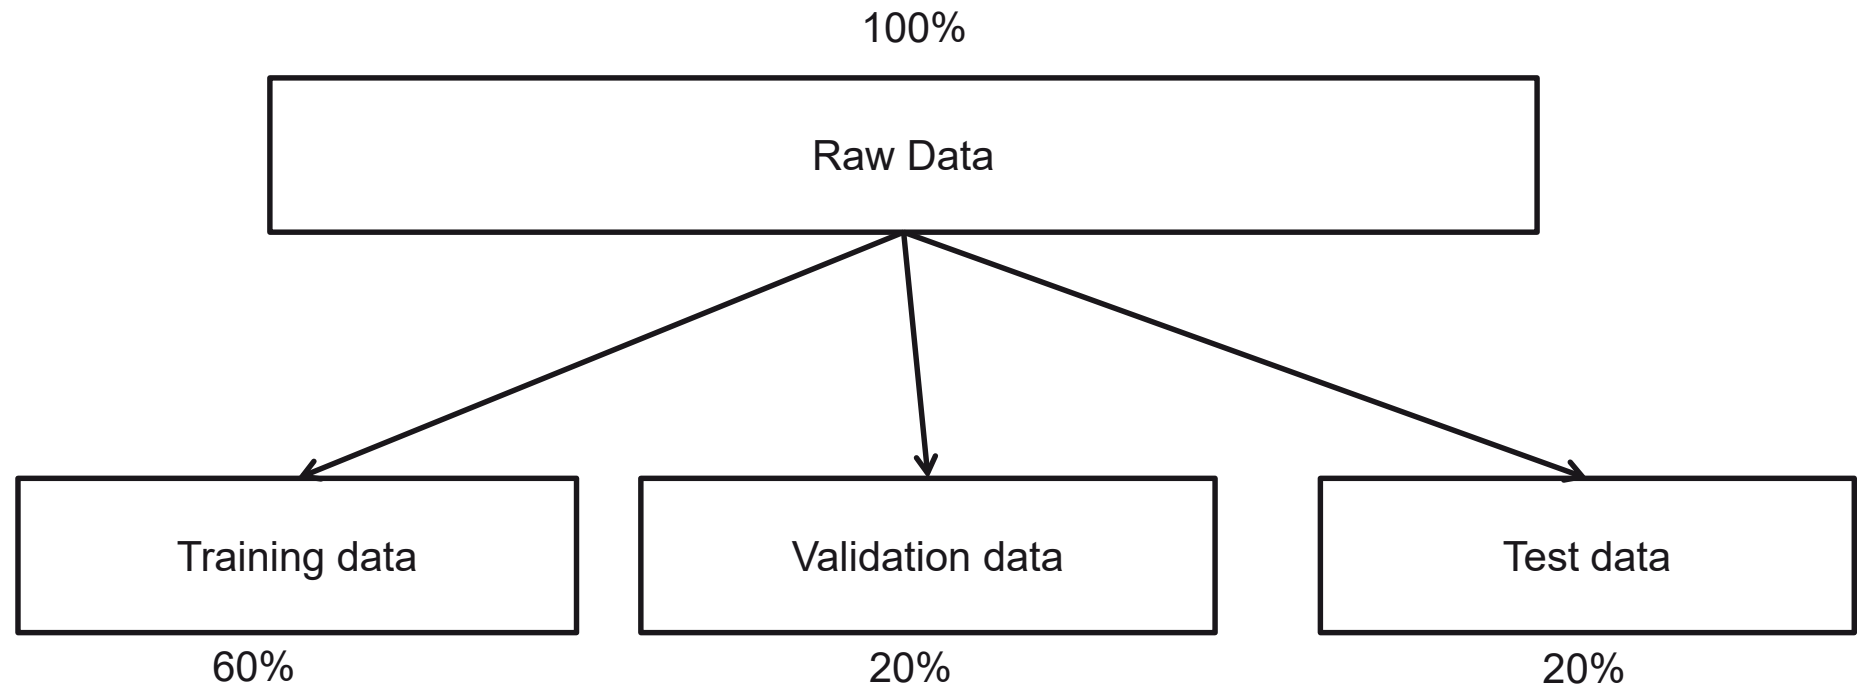 100%
Raw Data
Training data
Validation data
Test data
60%
20%
20%